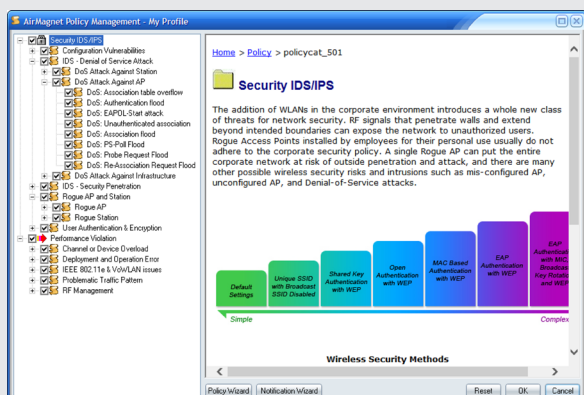 AirMagnet Policy Management - My Profile
Security IDS/IPS
Configuration Vulnerabilities
IDS - Denial of Service Attack
DoS Attack Against Station
DoS Attack Against AP
DoS: Association table overflow
DoS: Authentication flood
DoS: EAPOL-Start attack
DoS: Unauthenticated association
DoS: Association flood
DoS: PS-Poll Flood
DoS: Probe Request Flood
DoS: Re-Association Request Flood
DoS Attack Against Infrastructure
IDS - Security Penetration
Rogue AP and Station
Rogue AP
Rogue Station
User Authentication & Encryption
Performance Violation
Channel or Device Overload
Deployment and Operation Error
IEEE 802.11e & VoWLAN issues
Problematic Traffic Pattern
RF Management
Home > Policy > policycat_501
Security IDS/IPS
The addition of WLANs in the corporate environment introduces a whole new class
of threats for network security. RF signals that penetrate walls and extend
beyond intended boundaries can expose the network to unauthorized users.
Rogue Access Points installed by employees for their personal use usually do not
adhere to the corporate security policy. A single Rogue AP can put the entire
corporate network at risk of outside penetration and attack, and there are many
other possible wireless security risks and intrusions such as mis-configured AP,
unconfigured AP, and Denial-of-Service attacks.
Default
Settings
Unique SSID
with Broadcast
SSID Disabled
Shared Key
Authentication
with WEP
Open
Authentication
with WEP
MAC Based
Authentication
with WEP
EAP
Authentication
with WEP
EAP
with MIC,
Broadcast
Key Rotatio
and WEP
Simple
Complex
Wireless Security Methods
Policy Wizard
Notification Wizard
Reset
OK
Cancel